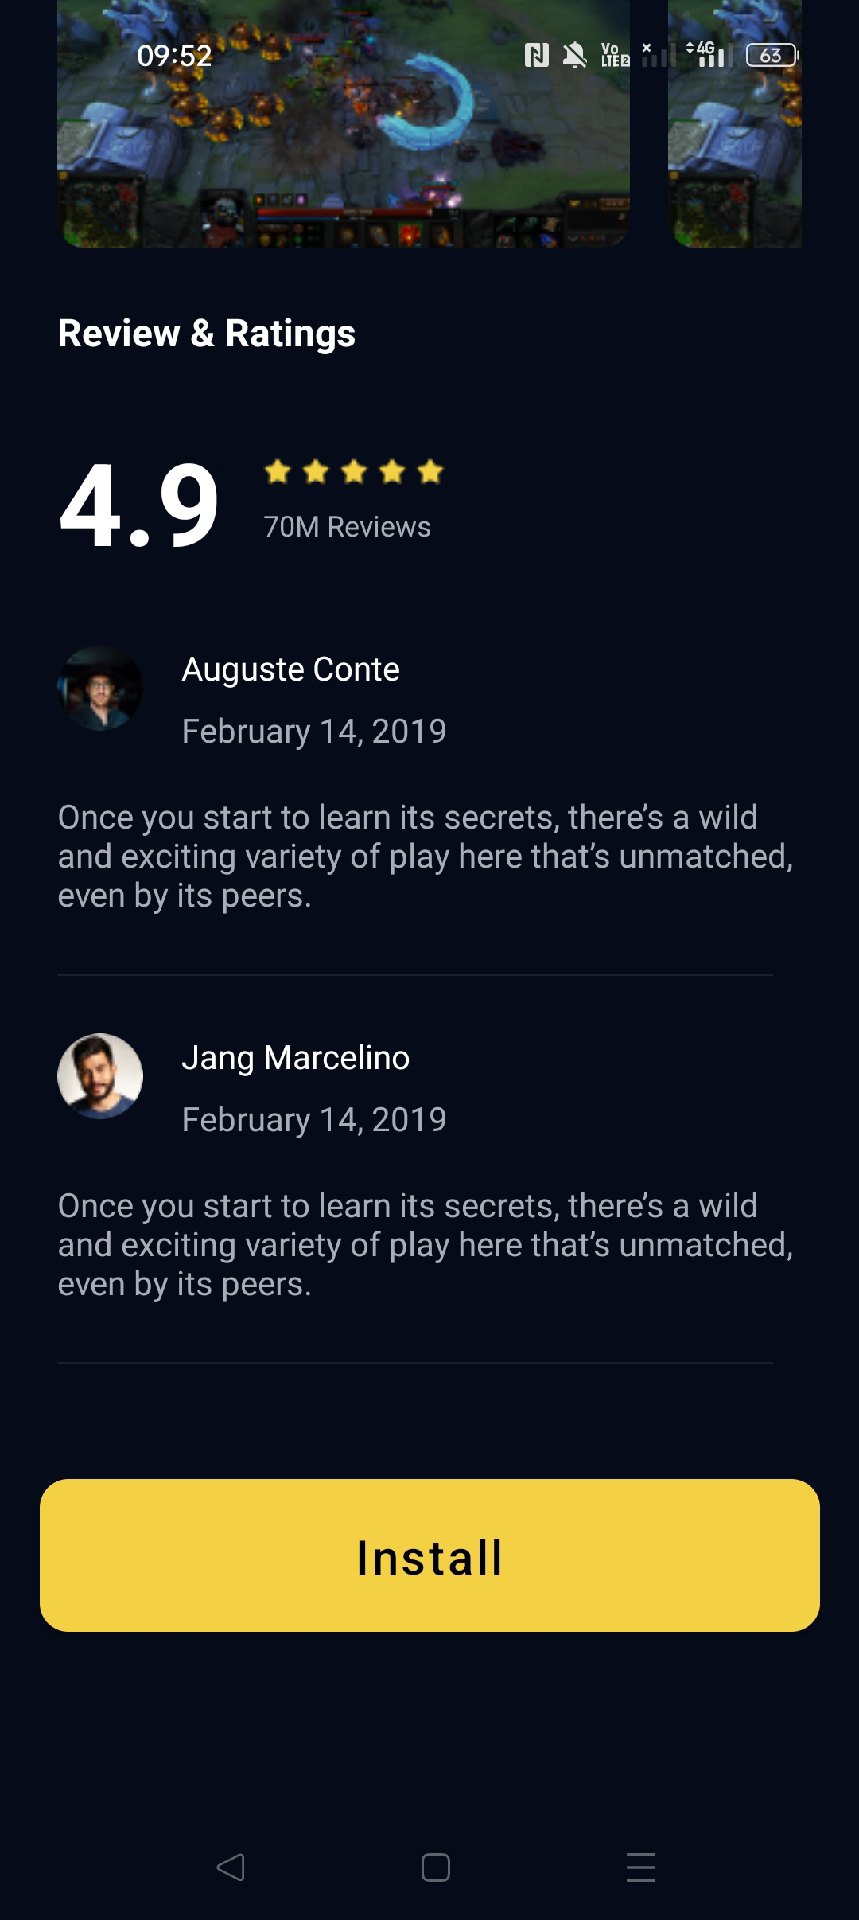 09:52
Vo LTE 2 4G 63
Review & Ratings
4.9
70M Reviews
Auguste Conte
February 14, 2019
Once you start to learn its secrets, there’s a wild
and exciting variety of play here that’s unmatched,
even by its peers.
Jang Marcelino
February 14, 2019
Once you start to learn its secrets, there’s a wild
and exciting variety of play here that’s unmatched,
even by its peers.
Install